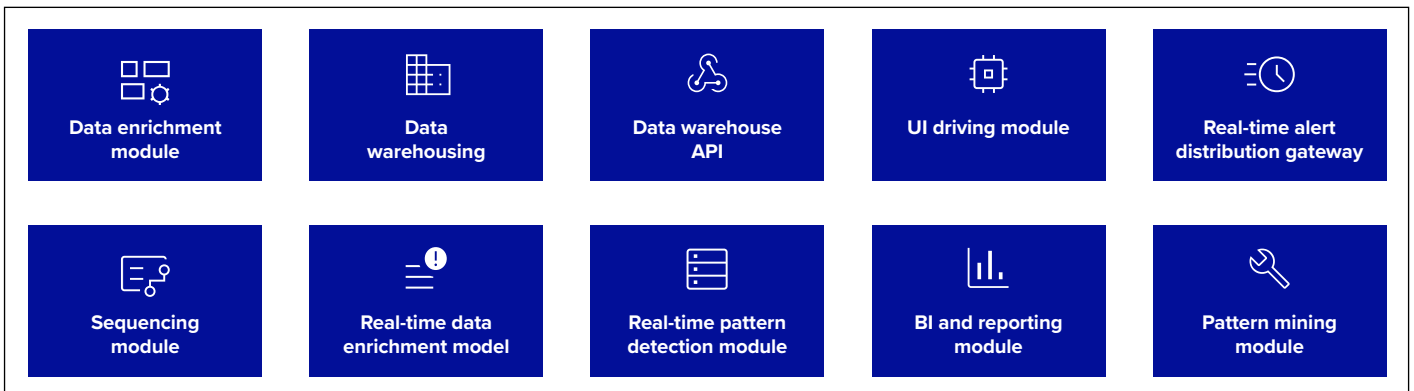 Data enrichment
module
Data
warehousing
Data warehouse
API
UI driving module
Real-time alert
distribution gateway
Sequencing
module
Real-time data
enrichment model
Real-time pattern
detection module
BI and reporting
module
Pattern mining
module